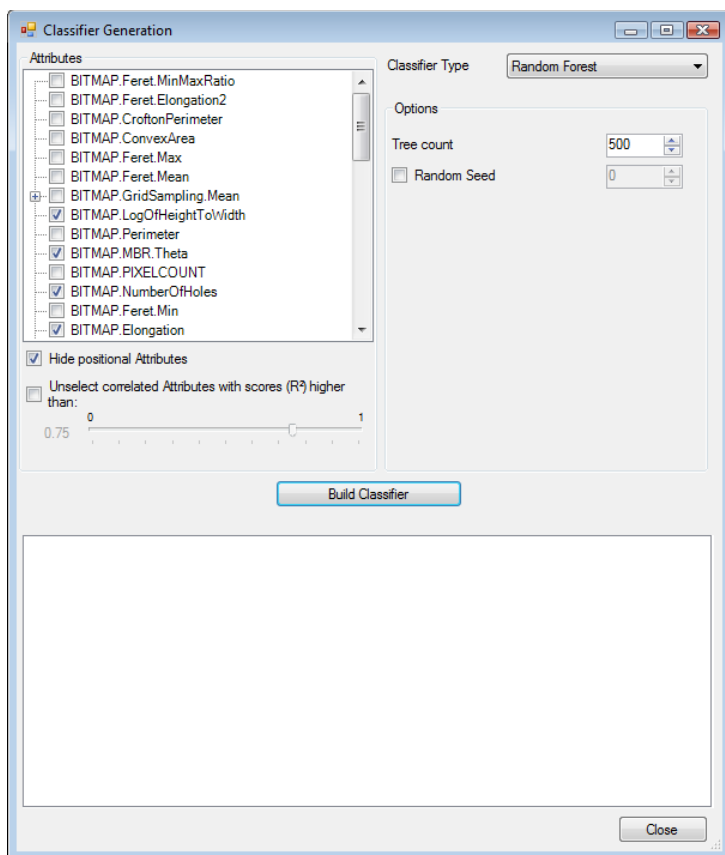 Classifier Generation
Attributes
BITMAP.Feret.MinMaxRatio
BITMAP.Feret.Elongation2
BITMAP.CroftonPerimeter
BITMAP.ConvexArea
BITMAP.Feret.Max
BITMAP.Feret.Mean
BITMAP.GridSampling.Mean
BITMAP.LogOfHeightToWidth
BITMAP.Perimeter
BITMAP.MBR.Theta
BITMAP.PIXELCOUNT
BITMAP.NumberOfHoles
BITMAP.Feret.Min
BITMAP.Elongation
Hide positional Attributes
Unselect correlated Attributes with scores (R²) higher
than:
0 1
0.75
Classifier Type Random Forest
Options
Tree count 500
Random Seed 0
Build Classifier
Close